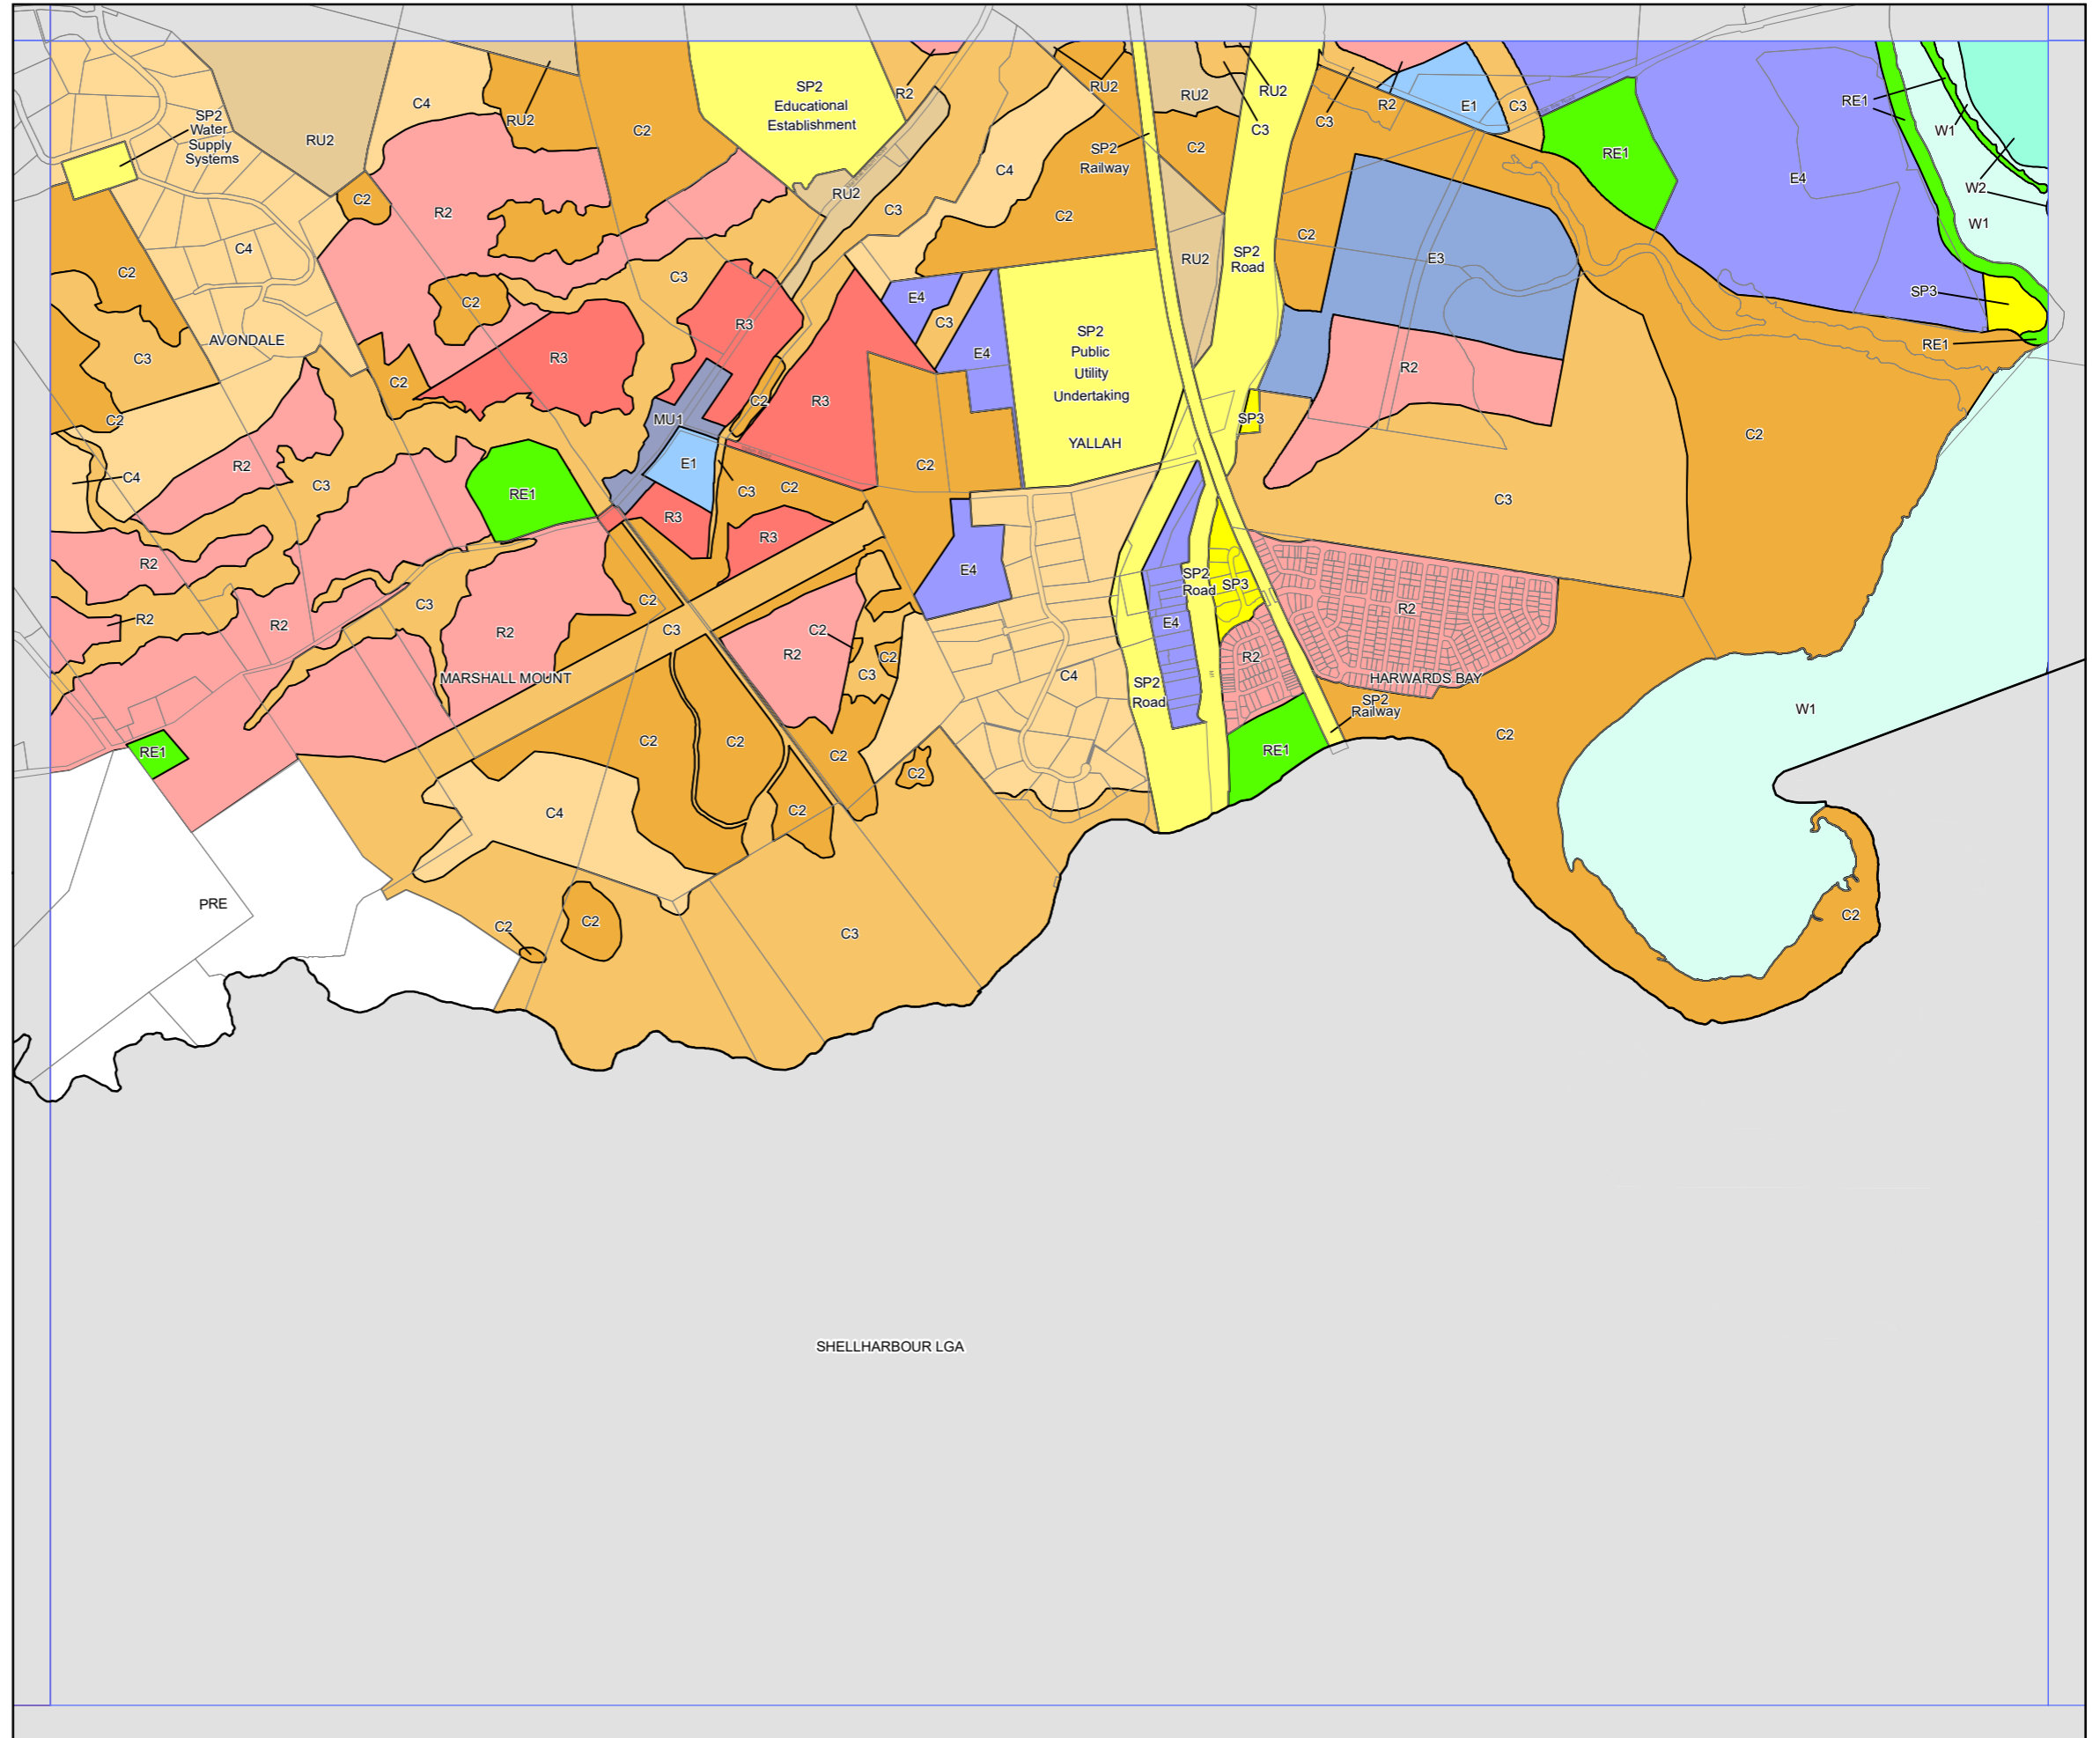 SP2
Educational
Establishment
RU2
C4
RU2
C2
R2
RU2
RU2
RU2
C3
C3
R2
E1
C3
RE1
W1
SP2
Water
Supply
Systems
RU2
C2
SP2
Railway
C2
RE1
E4
W2
W1
C2
R2
RU2
C3
C4
C2
C4
C2
C3
RU2
SP2
Road
C2
E3
C2
R3
E4
C3
SP3
AVONDALE
C3
R3
E4
SP2
Public
Utility
Undertaking
R2
RE1
C2
C2
R3
C2
MU1
SP3
YALLAH
C2
C4
R2
C3
RE1
E1
C3
C2
C2
C3
R3
R3
R2
E4
SP2
Road
SP3
R2
C3
C2
R2
R2
R2
C3
C2
E4
R2
C2
C3
R2
C4
MARSHALL MOUNT
HARWARDS BAY
SP2
Road
SP2
Railway
W1
RE1
C2
C2
C2
RE1
C2
C2
C4
C2
PRE
C2
C2
C3
C2
SHELLHARBOUR LGA